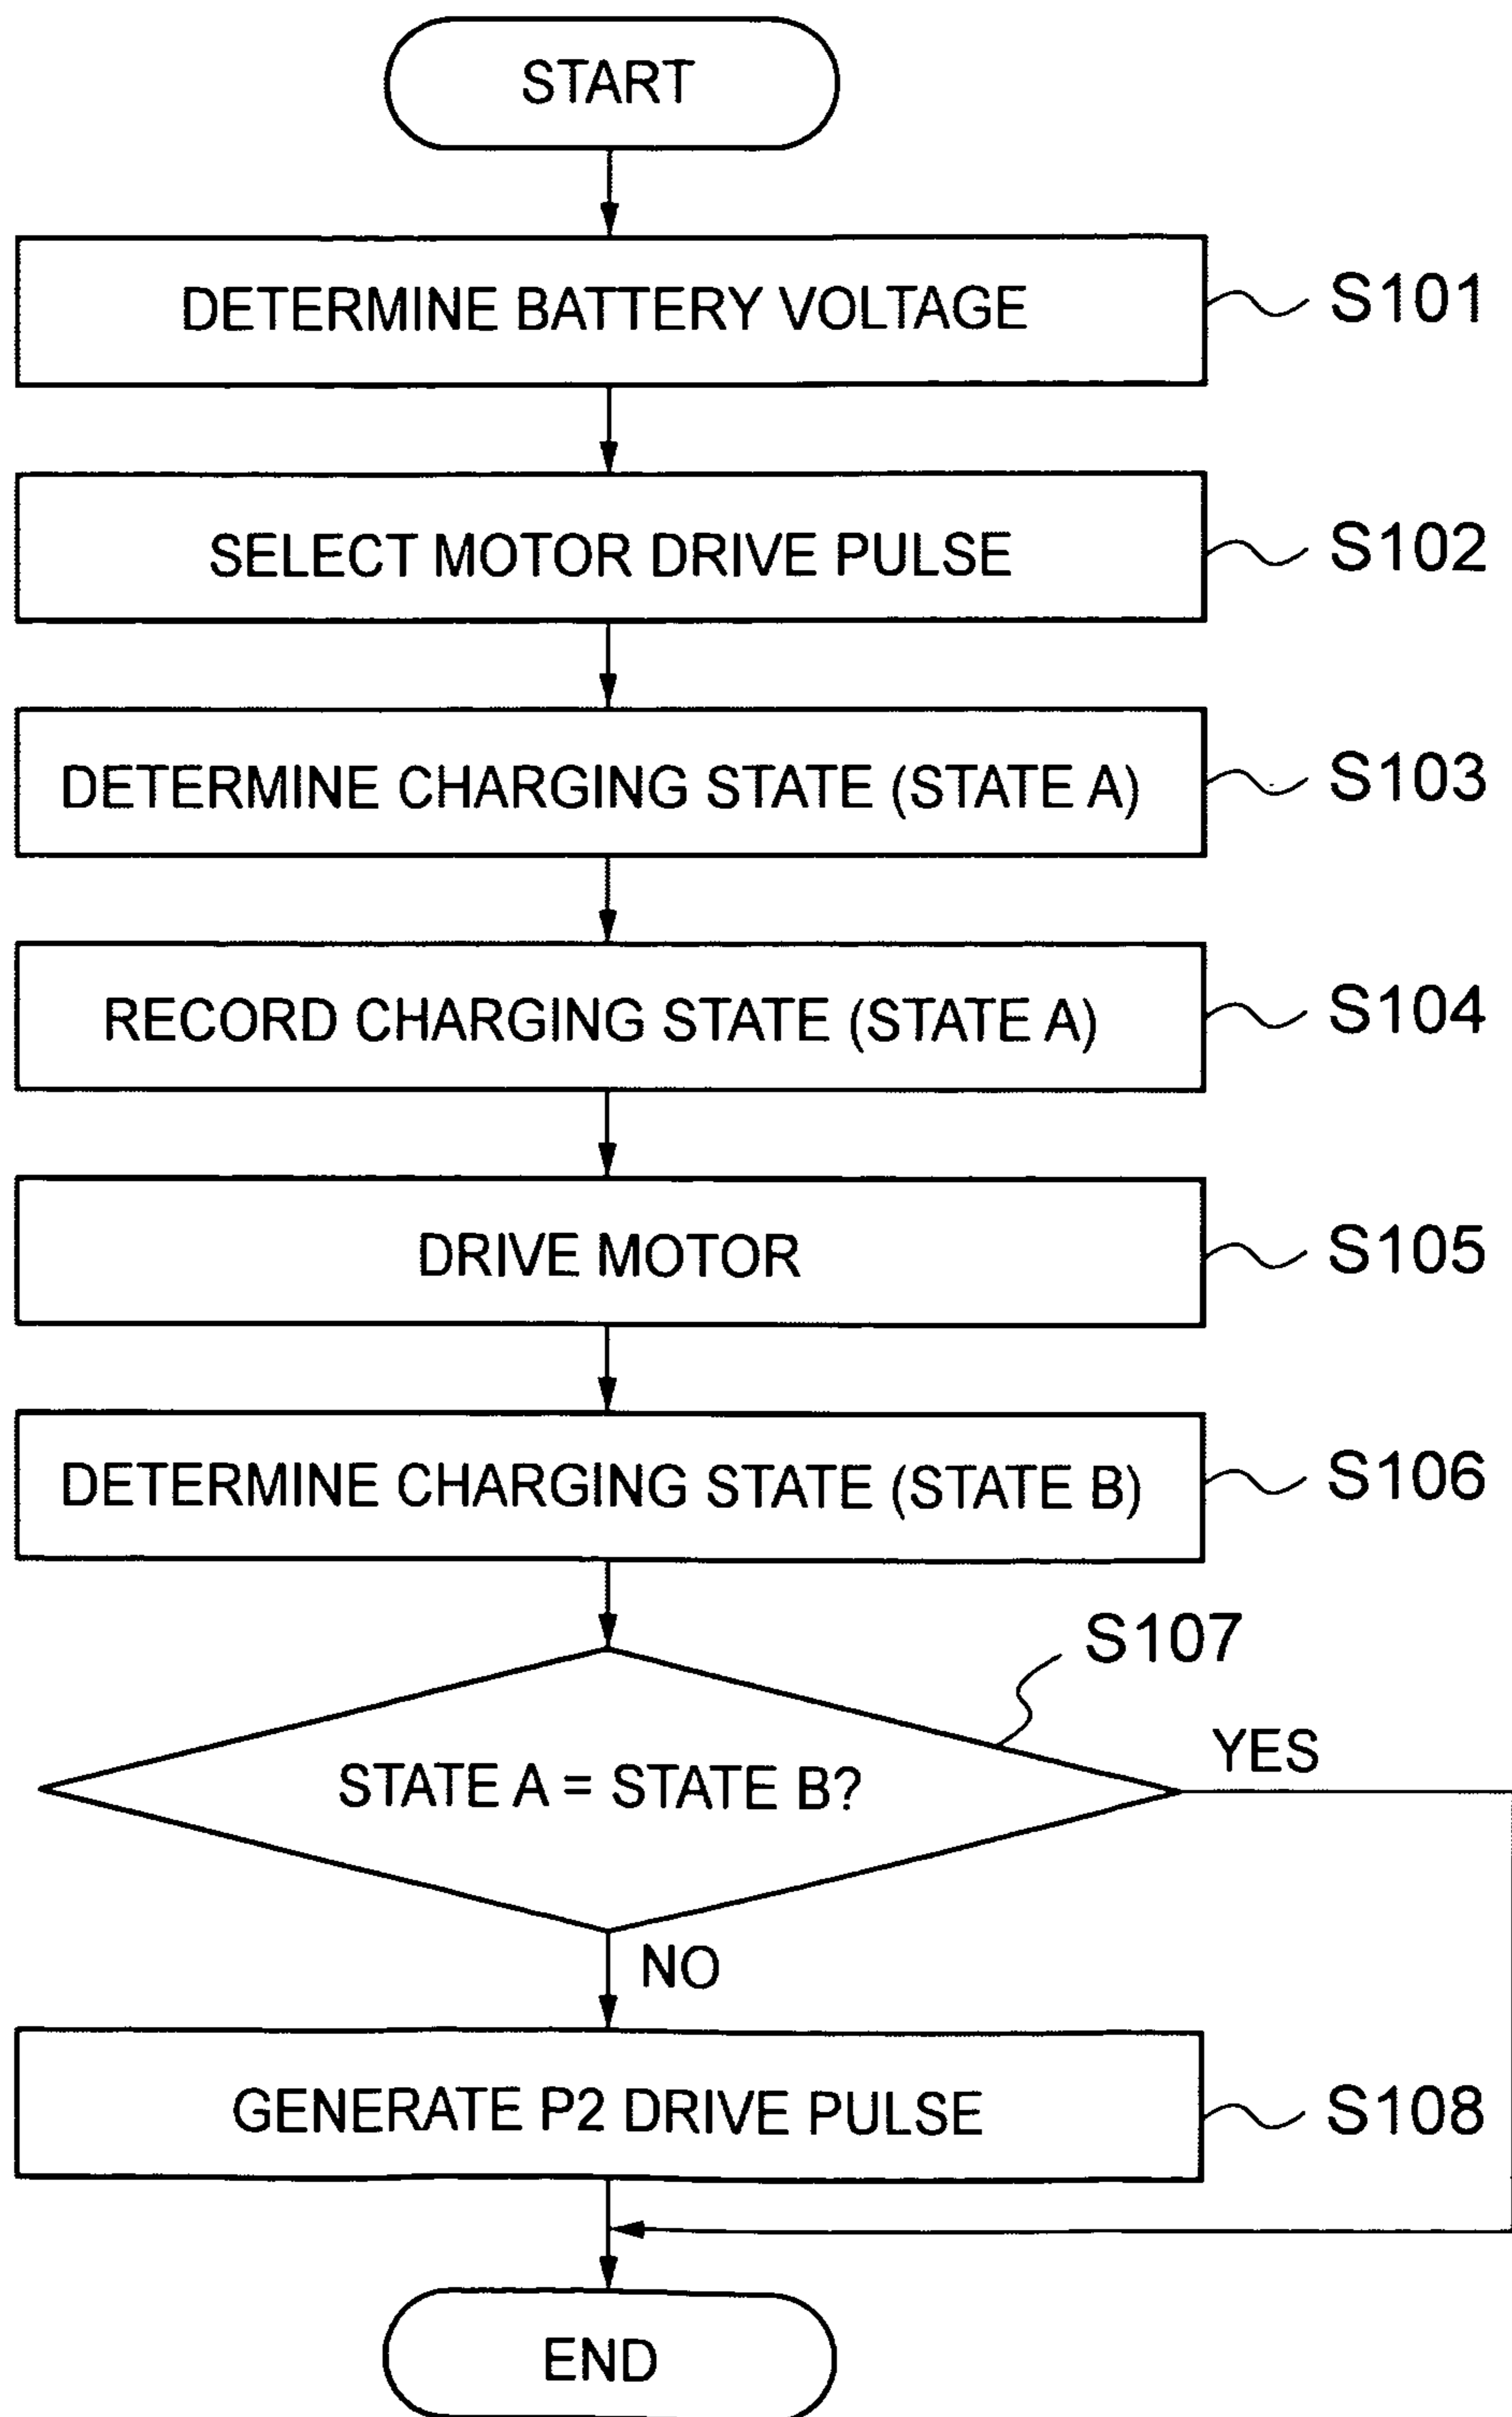 START
DETERMINE BATTERY VOLTAGE
S101
SELECT MOTOR DRIVE PULSE
S102
DETERMINE CHARGING STATE (STATE A)
S103
RECORD CHARGING STATE (STATE A)
S104
DRIVE MOTOR
S105
DETERMINE CHARGING STATE (STATE B)
S106
S107
STATE A = STATE B?
YES
NO
GENERATE P2 DRIVE PULSE
S108
END